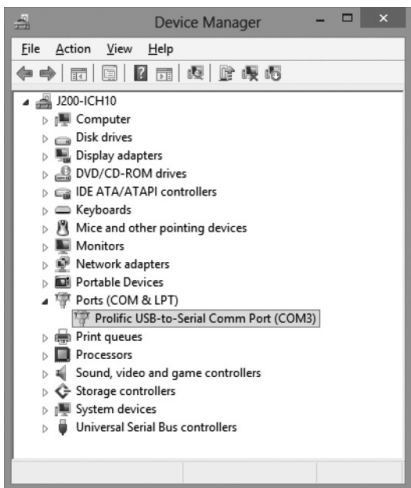 Device Manager
File Action View Help
J200-ICH10
Computer
Disk drives
Display adapters
DVD/CD-ROM drives
IDE ATA/ATAPI controllers
Keyboards
Mice and other pointing devices
Monitors
Network adapters
Portable Devices
Ports (COM & LPT)
Prolific USB-to-Serial Comm Port (COM3)
Print queues
Processors
Sound, video and game controllers
Storage controllers
System devices
Universal Serial Bus controllers